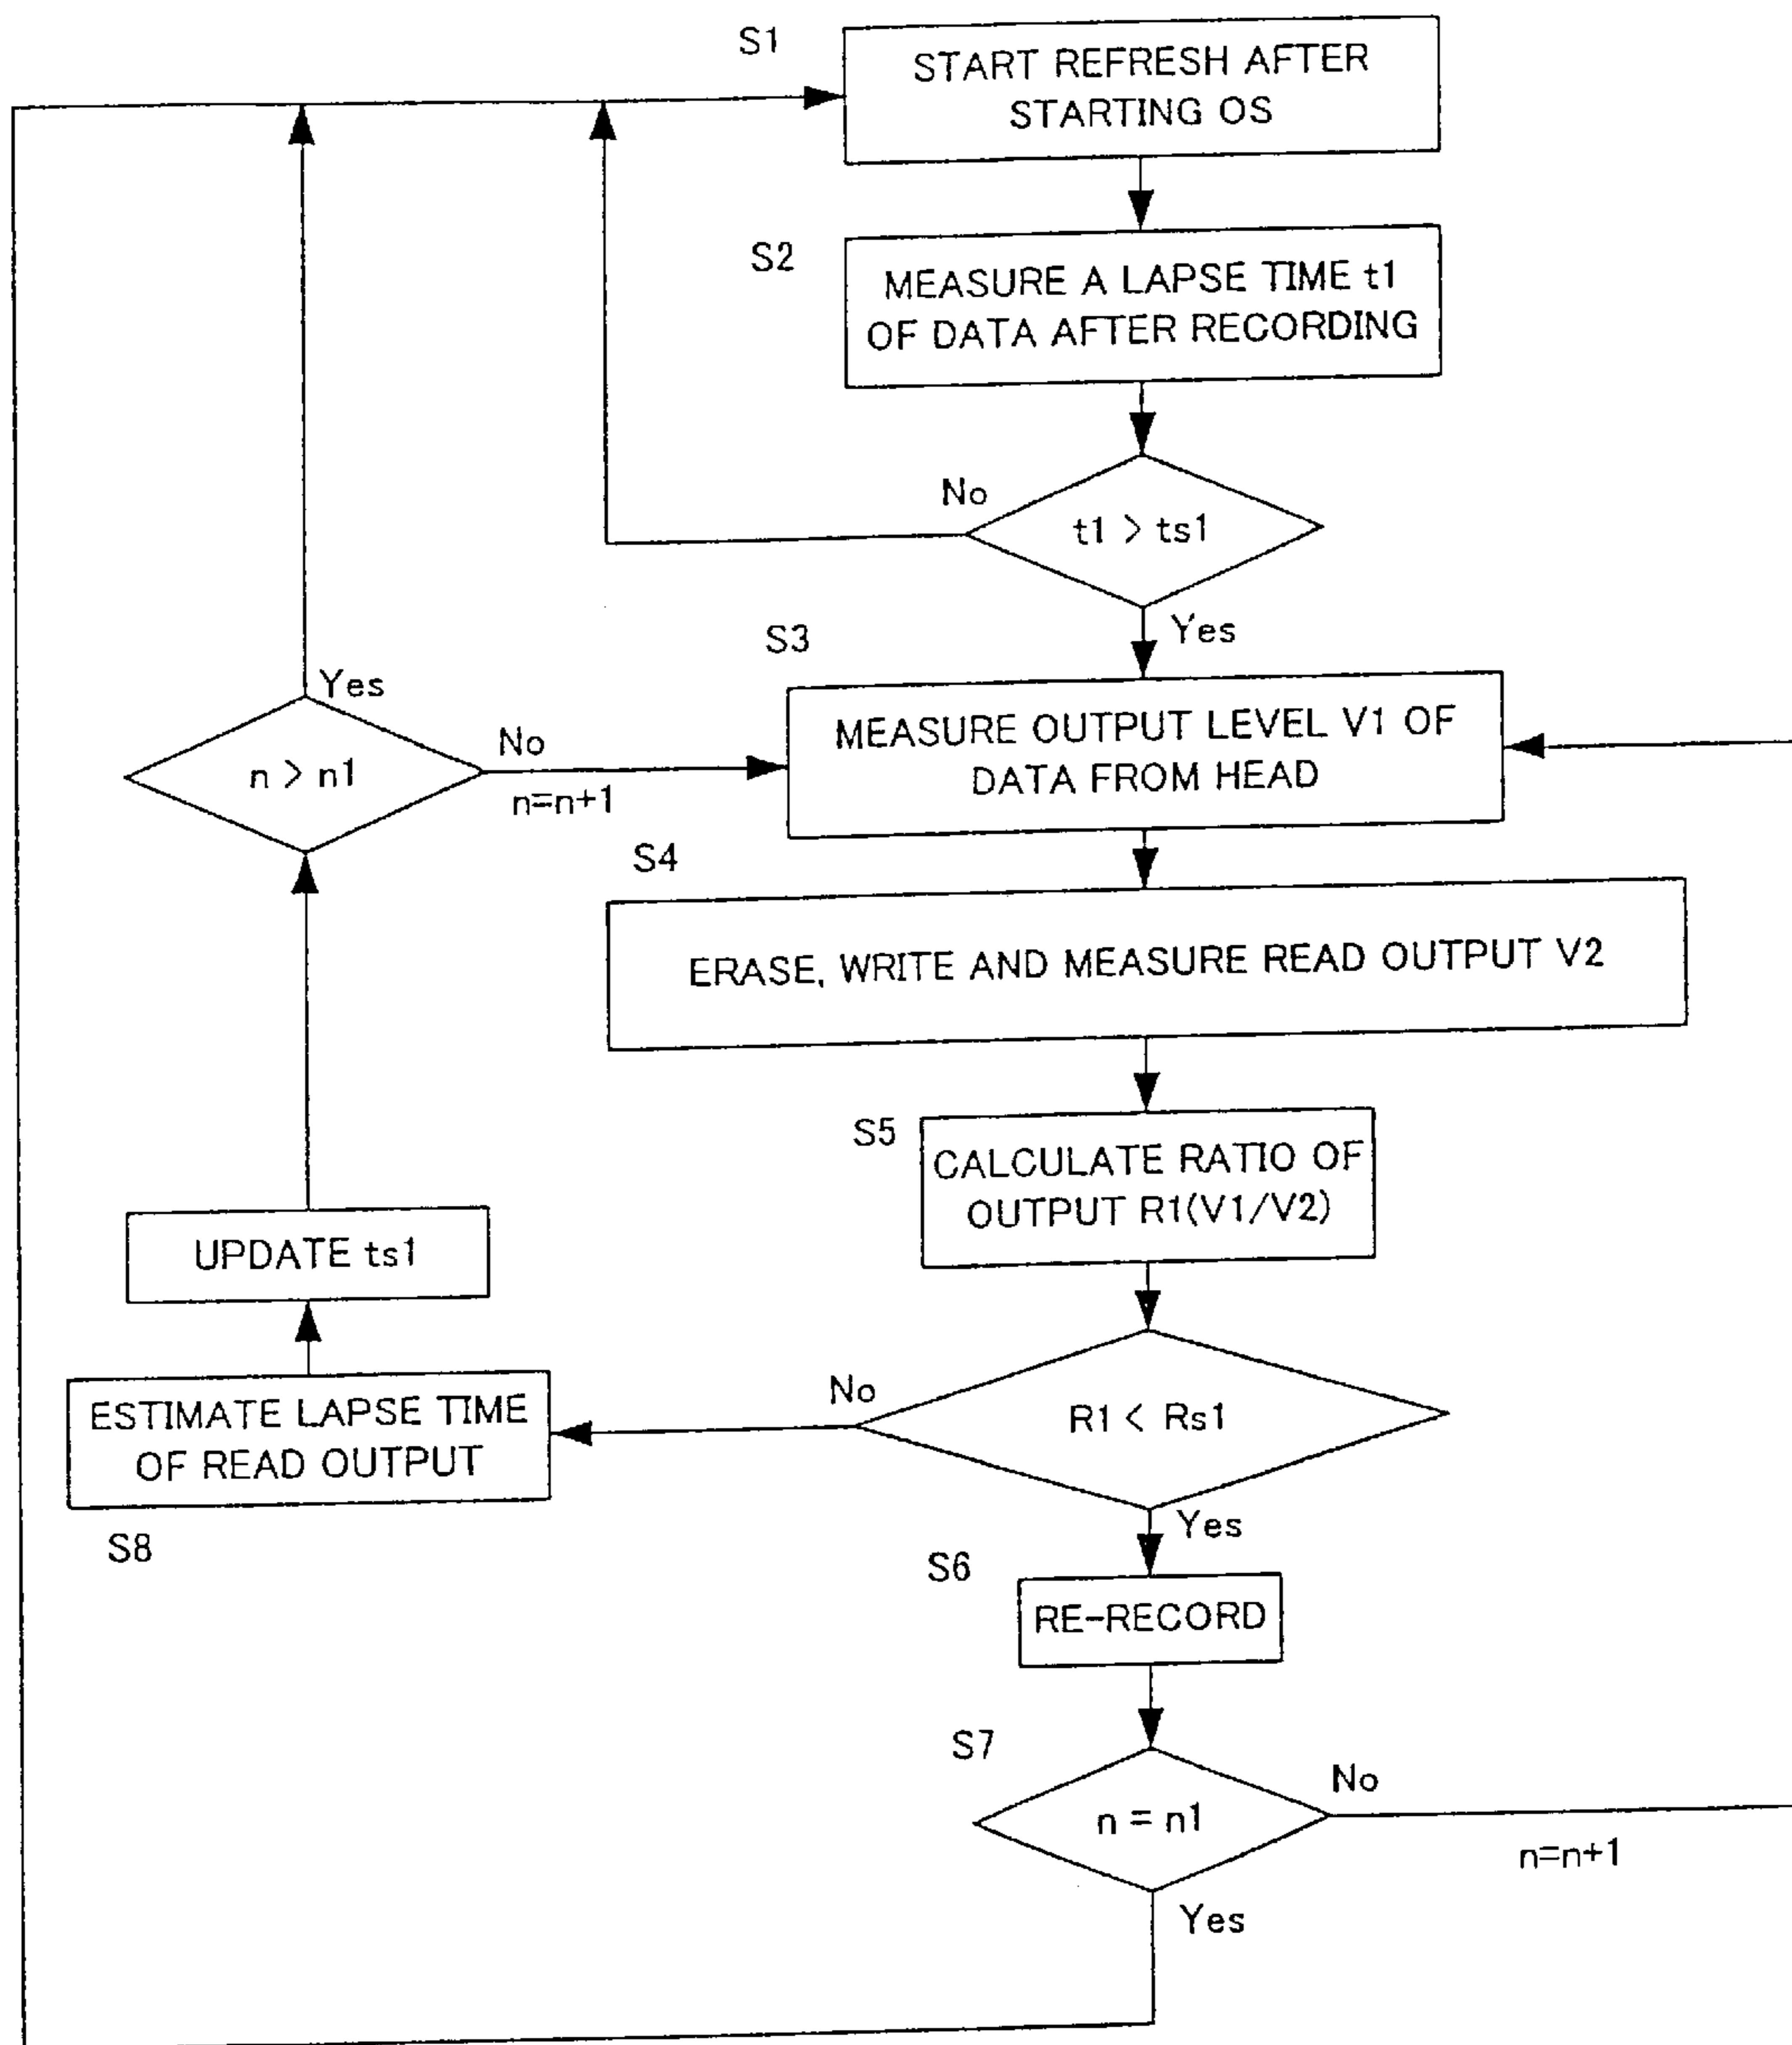 S1
START REFRESH AFTER
STARTING OS
S2
MEASURE A LAPSE TIME t1
OF DATA AFTER RECORDING
No
t1 > ts1
Yes
S3
MEASURE OUTPUT LEVEL V1 OF
DATA FROM HEAD
Yes
n > n1
No
n=n+1
S4
ERASE, WRITE AND MEASURE READ OUTPUT V2
S5
CALCULATE RATIO OF
OUTPUT R1(V1/V2)
UPDATE ts1
No
R1 < Rs1
Yes
ESTIMATE LAPSE TIME
OF READ OUTPUT
S8
S6
RE-RECORD
S7
n = n1
No
n=n+1
Yes